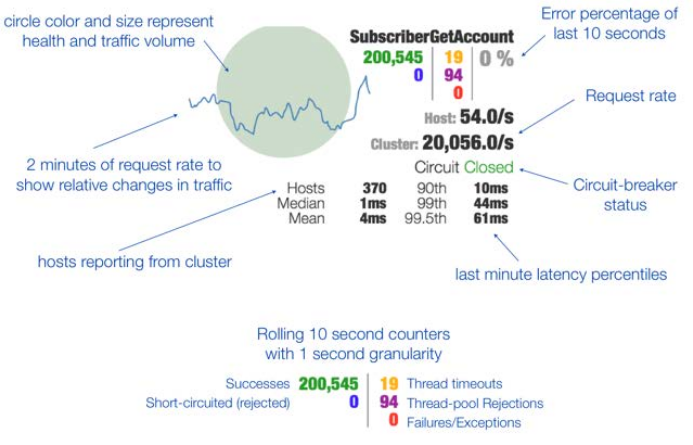 circle color and size represent
health and traffic volume
SubscriberGetAccount
200,545 19 0 %
0 94
0
Error percentage of
last 10 seconds
Host: 54.0/s
Cluster: 20,056.0/s
Request rate
Circuit Closed
Circuit-breaker
status
2 minutes of request rate to
show relative changes in traffic
Hosts 370 90th 10ms
Median 1ms 99th 44ms
Mean 4ms 99.5th 61ms
hosts reporting from cluster
last minute latency percentiles
Rolling 10 second counters
with 1 second granularity
Successes 200,545 19 Thread timeouts
Short-circuited (rejected) 0 94 Thread-pool Rejections
0 Failures/Exceptions